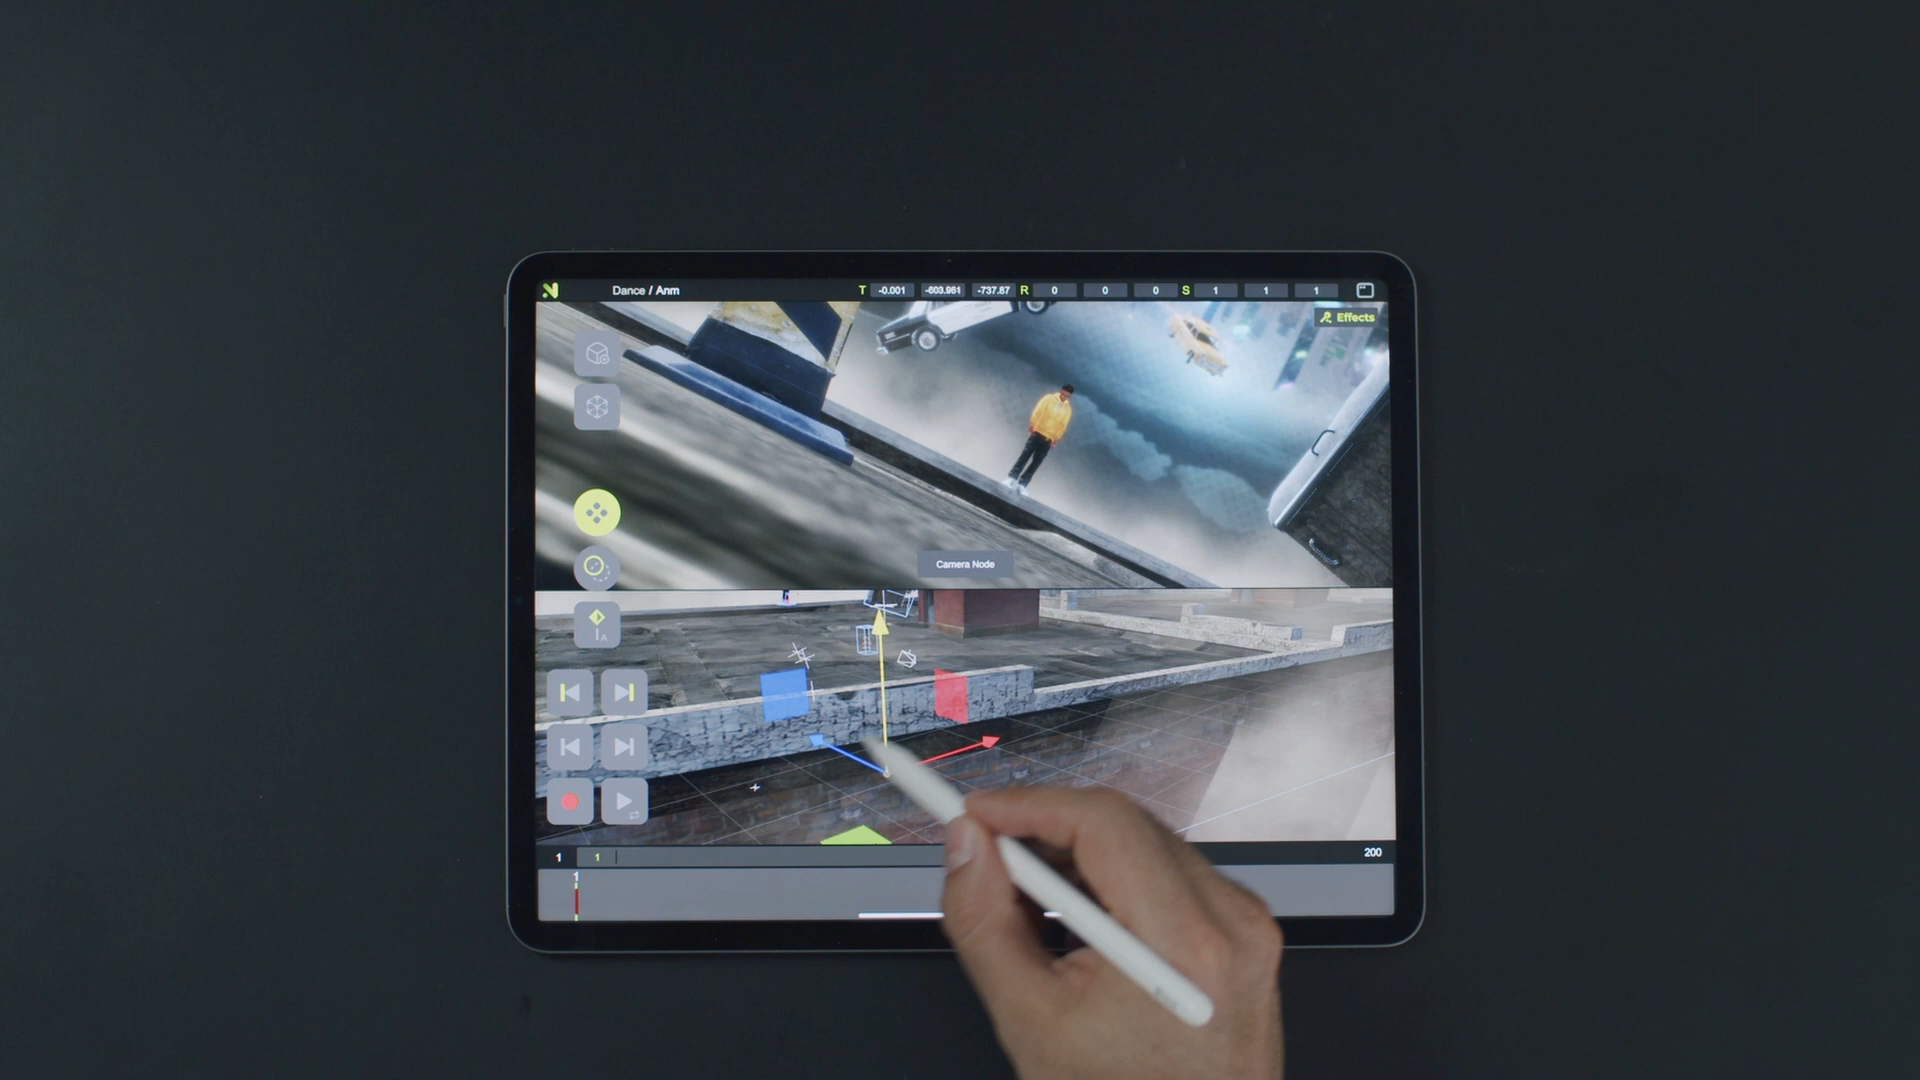 Dance / Anm T -0.001 -603.961 -737.87 R 0 0 0 S 1 1 1
Effects
Camera Node
A
1 1 200
1